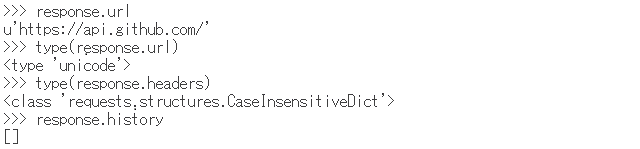 >>> response.url
u'https://api.github.com/'
>>> type(response.url)
<type 'unicode'>
>>> type(response.headers)
<class 'requests.structures.CaseInsensitiveDict'>
>>> response.history
[]